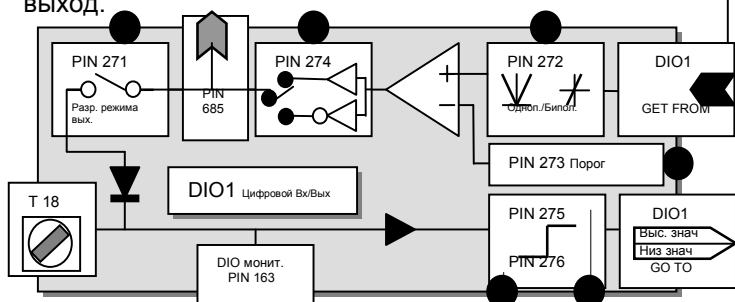 выход.
PIN 271
Разр. режима
вых.
PIN
685
PIN 274
PIN 272
Одноп./Бипол.
DIO1
GET FROM
PIN 273 Порог
DIO1 Цифровой Вх/Вых
T 18
DIO монит.
PIN 163
PIN 275
PIN 276
DIO1
Выс. знач
Низ знач
GO TO